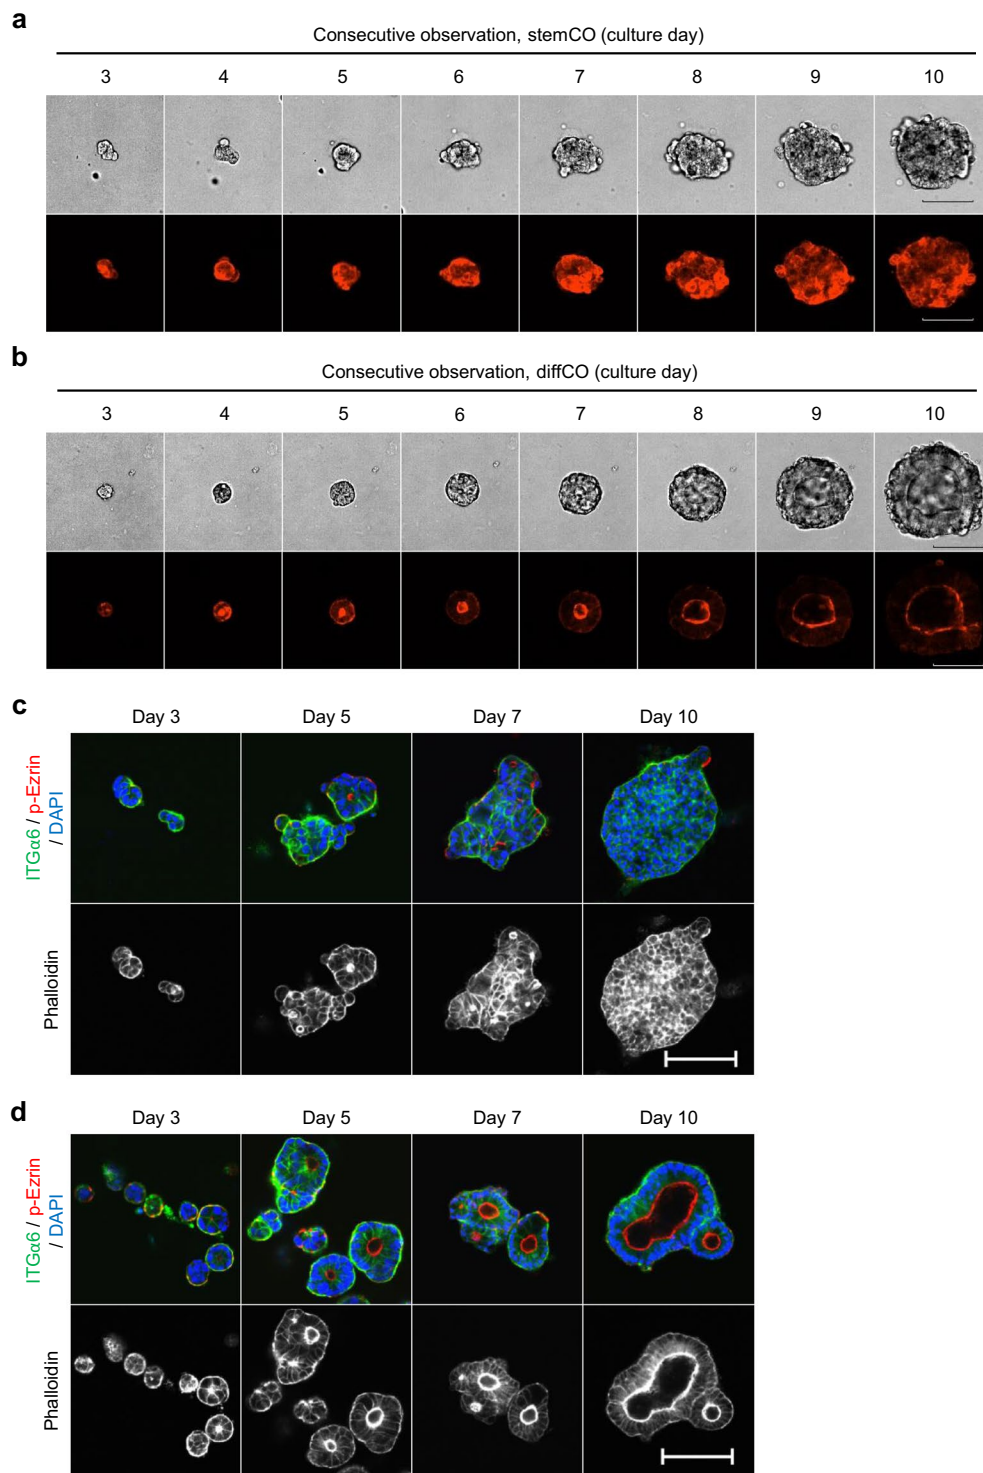 a
Consecutive observation, stemCO (culture day)
3 4 5 6 7 8 9 10
b
Consecutive observation, diffCO (culture day)
3 4 5 6 7 8 9 10
c
Day 3 Day 5 Day 7 Day 10
ITGα6 / p-Ezrin
/ DAPI
Phalloidin
d
Day 3 Day 5 Day 7 Day 10
ITGα6 / p-Ezrin
/ DAPI
Phalloidin